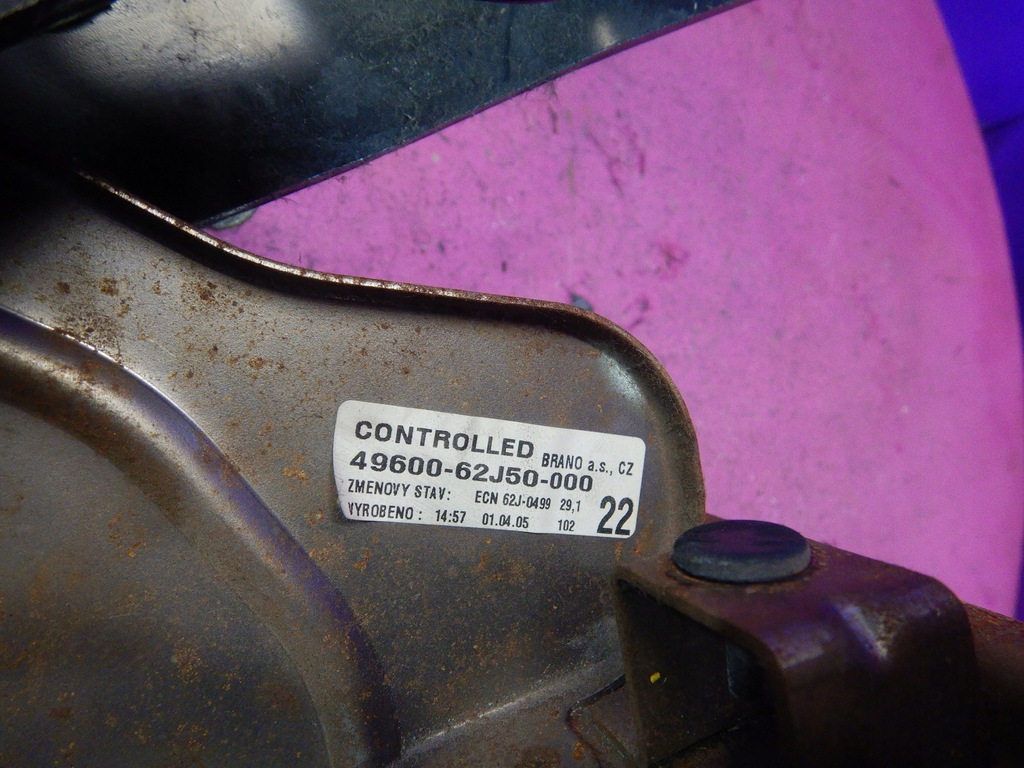 CONTROLLED BRANO a.s., CZ
49600-62J50-000
ZMENOVY STAV: ECN 62J-0499 29,1
VYROBENO : 14:57 01.04.05 102 22